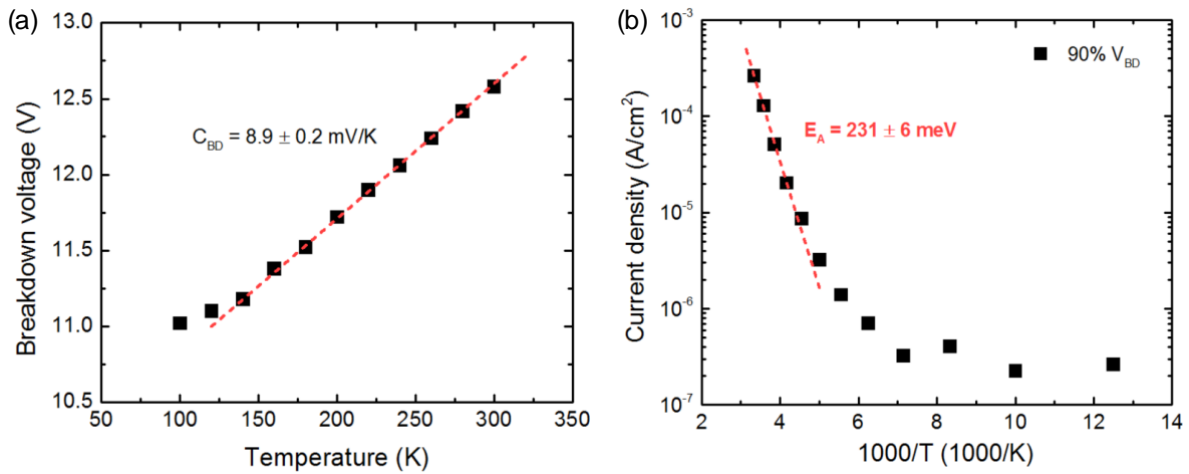 (a)
13.0
12.5
12.0
11.5
11.0
10.5
Breakdown voltage (V)
C_BD = 8.9 ± 0.2 mV/K
50 100 150 200 250 300 350
Temperature (K)
(b)
10⁻³
10⁻⁴
10⁻⁵
10⁻⁶
10⁻⁷
Current density (A/cm²)
90% V_BD
E_A = 231 ± 6 meV
2 4 6 8 10 12 14
1000/T (1000/K)